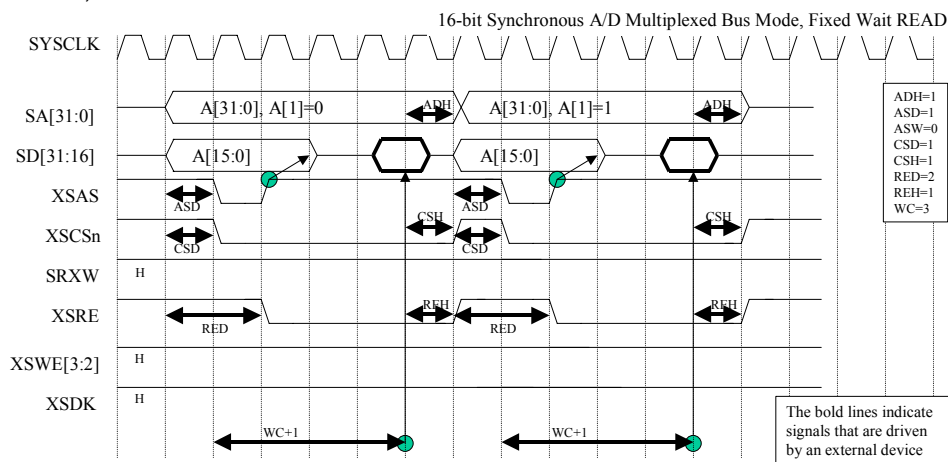 16-bit Synchronous A/D Multiplexed Bus Mode, Fixed Wait READ
SYSCLK
SA[31:0]
A[31:0], A[1]=0
ADH
A[31:0], A[1]=1
ADH
SD[31:16]
A[15:0]
A[15:0]
XSAS
ASD
ASD
XSCSn
CSD
CSH
CSD
CSH
SRXW
H
XSRE
RED
REH
RED
REH
XSWE[3:2]
H
XSDK
H
WC+1
WC+1
ADH=1
ASD=1
ASW=0
CSD=1
CSH=1
RED=2
REH=1
WC=3
The bold lines indicate
signals that are driven
by an external device